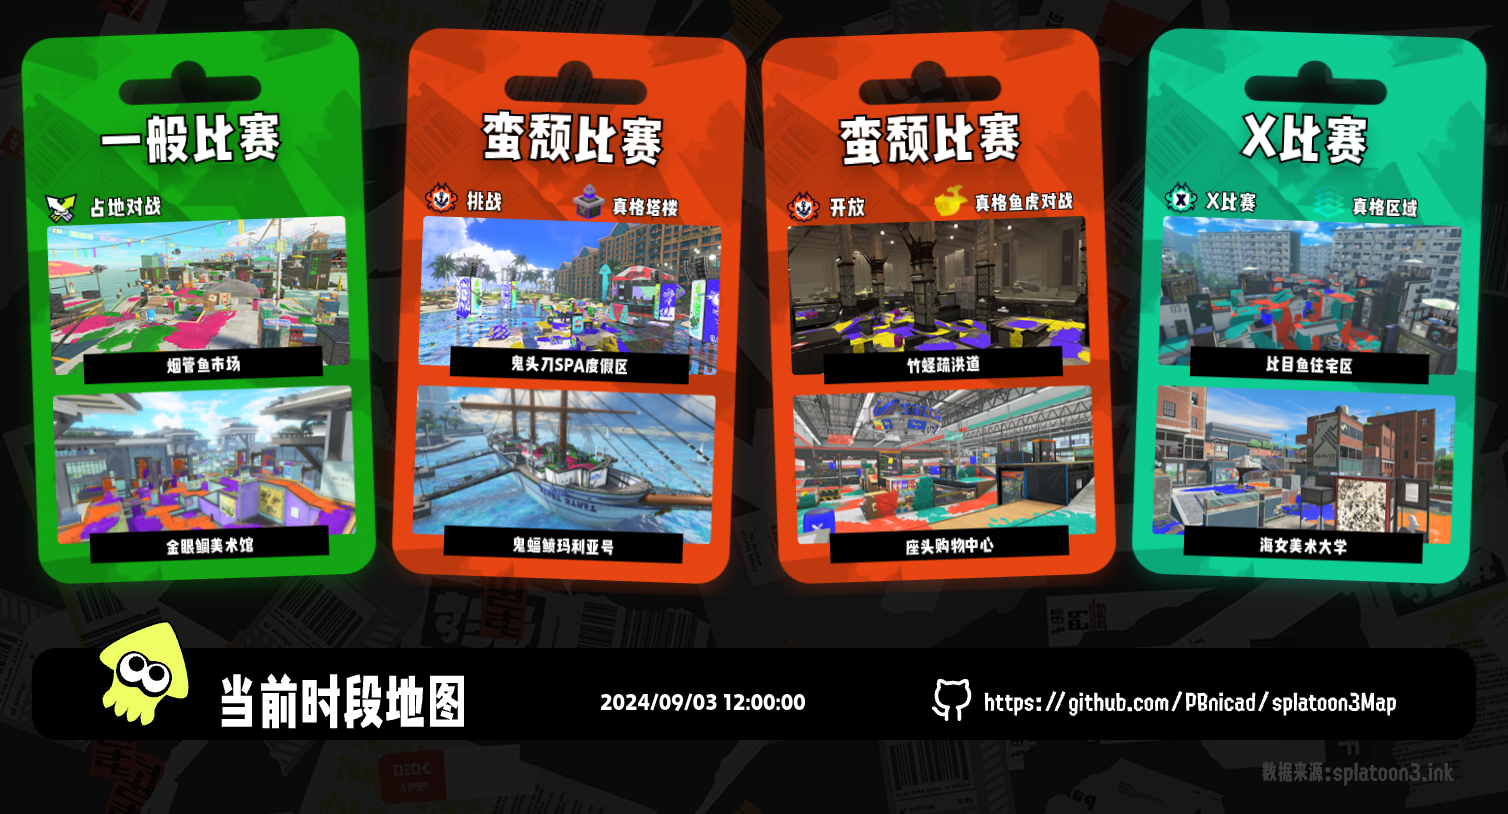 一般比赛
占地对战
烟管鱼市场
金眼鲷美术馆
蛮颓比赛
挑战
真格塔楼
鬼头刀SPA度假区
鬼蝠鲼玛利亚号
蛮颓比赛
开放
真格鱼虎对战
竹蛏疏洪道
座头购物中心
X比赛
X比赛
真格区域
比目鱼住宅区
海女美术大学
当前时段地图
2024/09/03 12:00:00
https://github.com/PBnicad/splatoon3Map
数据来源:splatoon3.ink